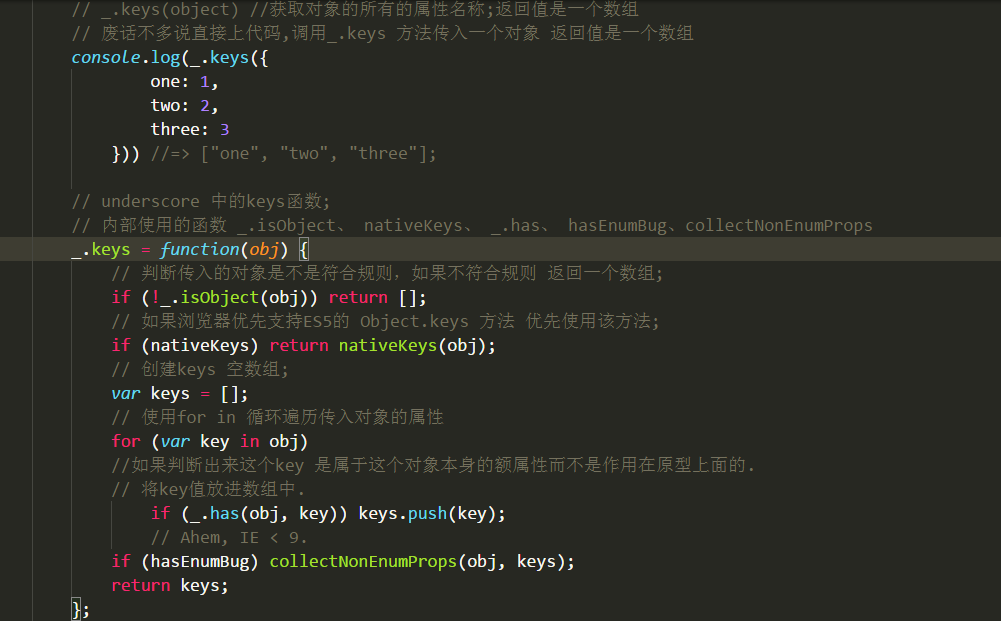 // _.keys(object) //获取对象的所有的属性名称;返回值是一个数组
// 废话不多说直接上代码,调用_.keys 方法传入一个对象 返回值是一个数组
console.log(_.keys({
one: 1,
two: 2,
three: 3
})) //=> ["one", "two", "three"];
// underscore 中的keys函数;
// 内部使用的函数 _.isObject、 nativeKeys、 _.has、 hasEnumBug、collectNonEnumProps
_.keys = function(obj) {
// 判断传入的对象是不是符合规则，如果不符合规则 返回一个数组;
if (!_.isObject(obj)) return [];
// 如果浏览器优先支持ES5的 Object.keys 方法 优先使用该方法;
if (nativeKeys) return nativeKeys(obj);
// 创建keys 空数组;
var keys = [];
// 使用for in 循环遍历传入对象的属性
for (var key in obj)
//如果判断出来这个key 是属于这个对象本身的额属性而不是作用在原型上面的.
// 将key值放进数组中.
if (_.has(obj, key)) keys.push(key);
// Ahem, IE < 9.
if (hasEnumBug) collectNonEnumProps(obj, keys);
return keys;
};